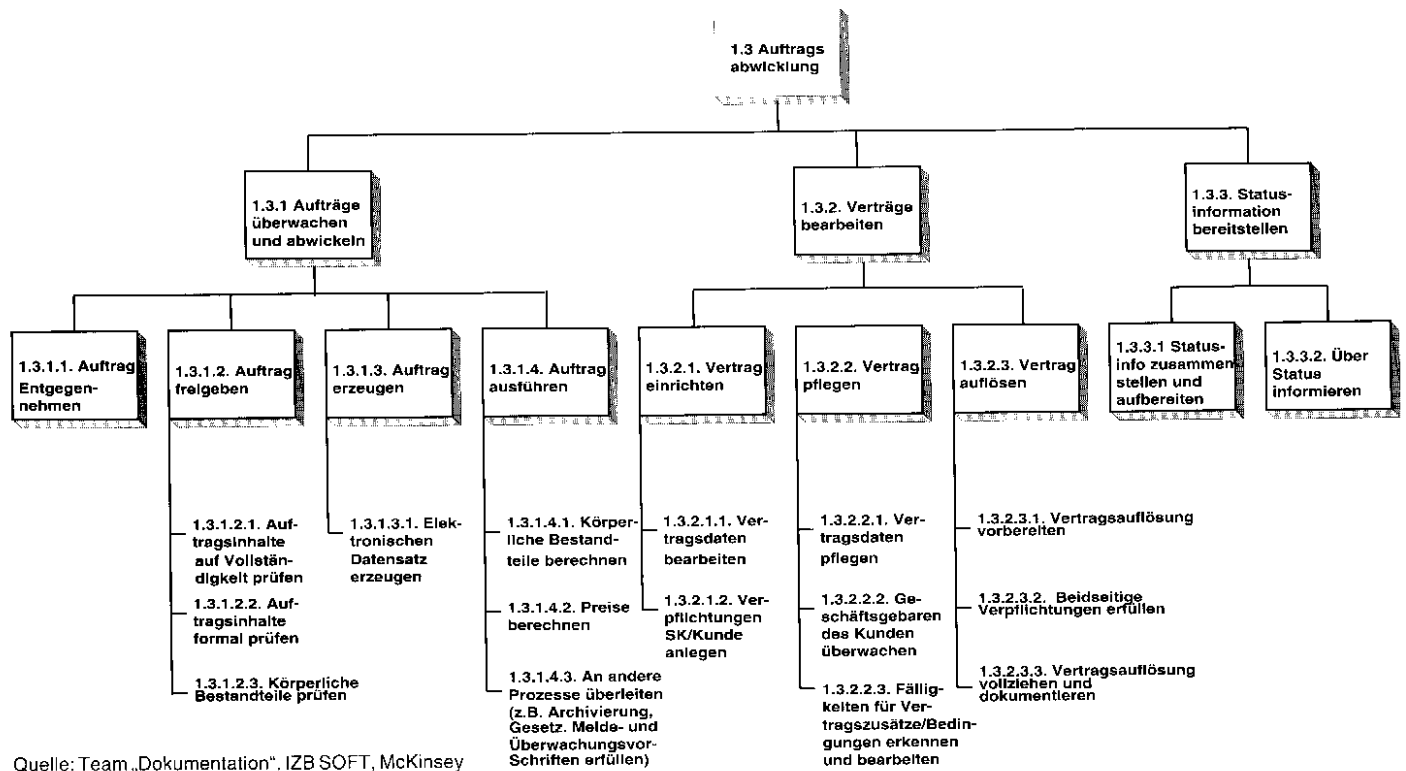 1.3 Auftrags
abwicklung
1.3.1 Aufträge
überwachen
und abwickeln
1.3.2. Verträge
bearbeiten
1.3.3. Status-
information
bereitstellen
1.3.1.1. Auftrag
Entgegen-
nehmen
1.3.1.2. Auftrag
freigeben
1.3.1.3. Auftrag
erzeugen
1.3.1.4. Auftrag
ausführen
1.3.2.1. Vertrag
einrichten
1.3.2.2. Vertrag
pflegen
1.3.2.3. Vertrag
auflösen
1.3.3.1 Status-
info zusammen
stellen und
aufbereiten
1.3.3.2. Über
Status
informieren
1.3.1.2.1. Auf-
tragsinhalte
auf Vollstän-
digkeit prüfen
1.3.1.2.2. Auf-
tragsinhalte
formal prüfen
1.3.1.2.3. Körperliche
Bestandteile prüfen
1.3.1.3.1. Elek-
tronischen
Datensatz
erzeugen
1.3.1.4.1. Körper-
liche Bestand-
teile berechnen
1.3.1.4.2. Preise
berechnen
1.3.1.4.3. An andere
Prozesse überleiten
(z.B. Archivierung,
Gesetz. Melde- und
Überwachungsvor-
Schriften erfüllen)
1.3.2.1.1. Ver-
tragsdaten
bearbeiten
1.3.2.1.2. Ver-
pflichtungen
SK/Kunde
anlegen
1.3.2.2.1. Ver-
tragsdaten
pflegen
1.3.2.2.2. Ge-
schäftsgebaren
des Kunden
überwachen
1.3.2.2.3. Fällig-
keiten für Ver-
tragszusätze/Bedin-
gungen erkennen
und bearbeiten
1.3.2.3.1. Vertragsauflösung
vorbereiten
1.3.2.3.2. Beidseitige
Verpflichtungen erfüllen
1.3.2.3.3. Vertragsauflösung
vollziehen und
dokumentieren
Quelle: Team „Dokumentation“, IZB SOFT, McKinsey